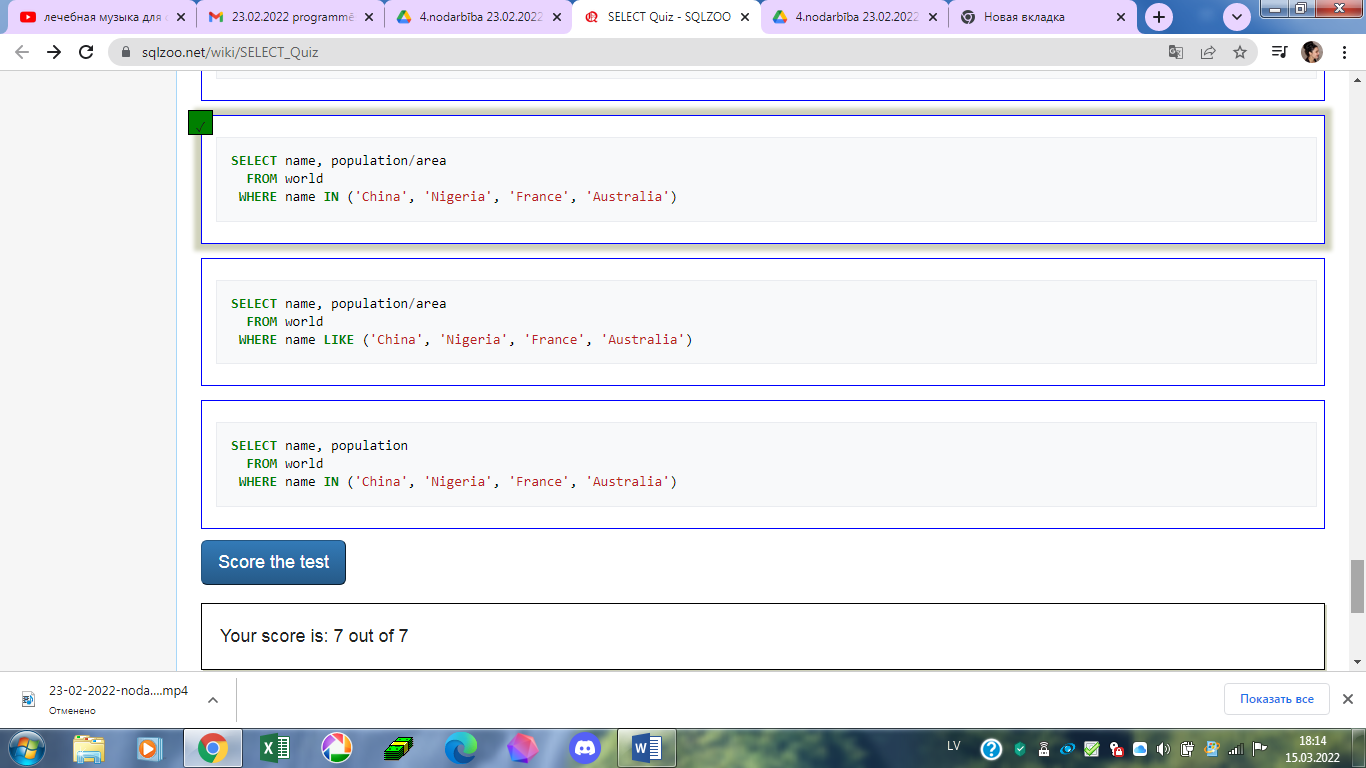 лечебная музыка для с
23.02.2022 programmē
4.nodarbība 23.02.2022
SELECT Quiz - SQLZOO
4.nodarbība 23.02.2022
Новая вкладка
sqlzoo.net/wiki/SELECT_Quiz
SELECT name, population/area
FROM world
WHERE name IN ('China', 'Nigeria', 'France', 'Australia')
SELECT name, population/area
FROM world
WHERE name LIKE ('China', 'Nigeria', 'France', 'Australia')
SELECT name, population
FROM world
WHERE name IN ('China', 'Nigeria', 'France', 'Australia')
Score the test
Your score is: 7 out of 7
23-02-2022-noda....mp4
Отменено
Показать все
LV
18:14
15.03.2022